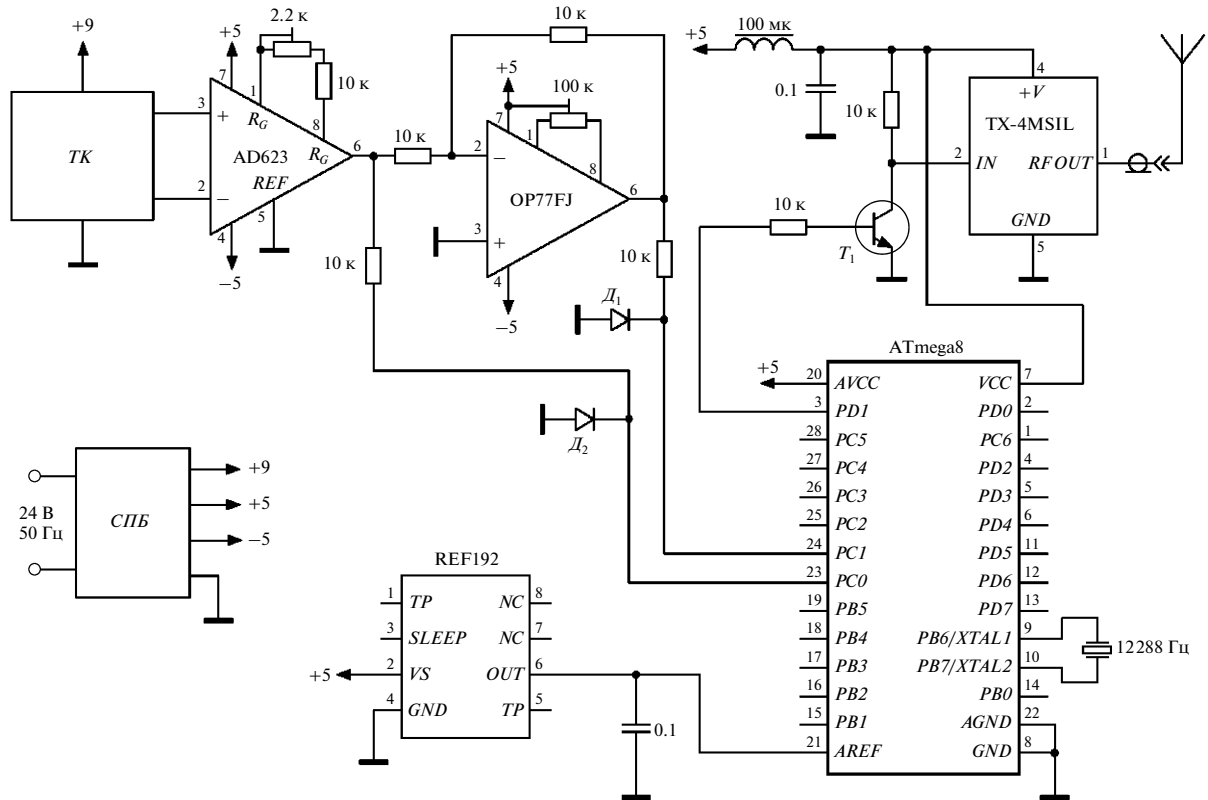 +9
ТК
3
2
+5
7
+
−
4
−5
1
R_G
AD623
REF
5
2.2 к
10 к
8
R_G
6
10 к
10 к
10 к
+5
7
1
100 к
8
2
−
OP77FJ
3
+
4
−5
6
10 к
Д₁
Д₂
+5
100 мк
0.1
10 к
10 к
T₁
4
+V
TX-4MSIL
2
IN
RFOUT
1
GND
5
ATmega8
+5
20 AVCC VCC 7
3 PD1 PD0 2
28 PC5 PC6 1
27 PC4 PD2 4
26 PC3 PD3 5
25 PC2 PD4 6
24 PC1 PD5 11
23 PC0 PD6 12
19 PB5 PD7 13
18 PB4 PB6/XTAL1 9
17 PB3 PB7/XTAL2 10
16 PB2 PB0 14
15 PB1 AGND 22
21 AREF GND 8
12288 Гц
24 В
50 Гц
СПБ
+9
+5
−5
REF192
1 TP NC 8
3 SLEEP NC 7
+5
2 VS OUT 6
4 GND TP 5
0.1